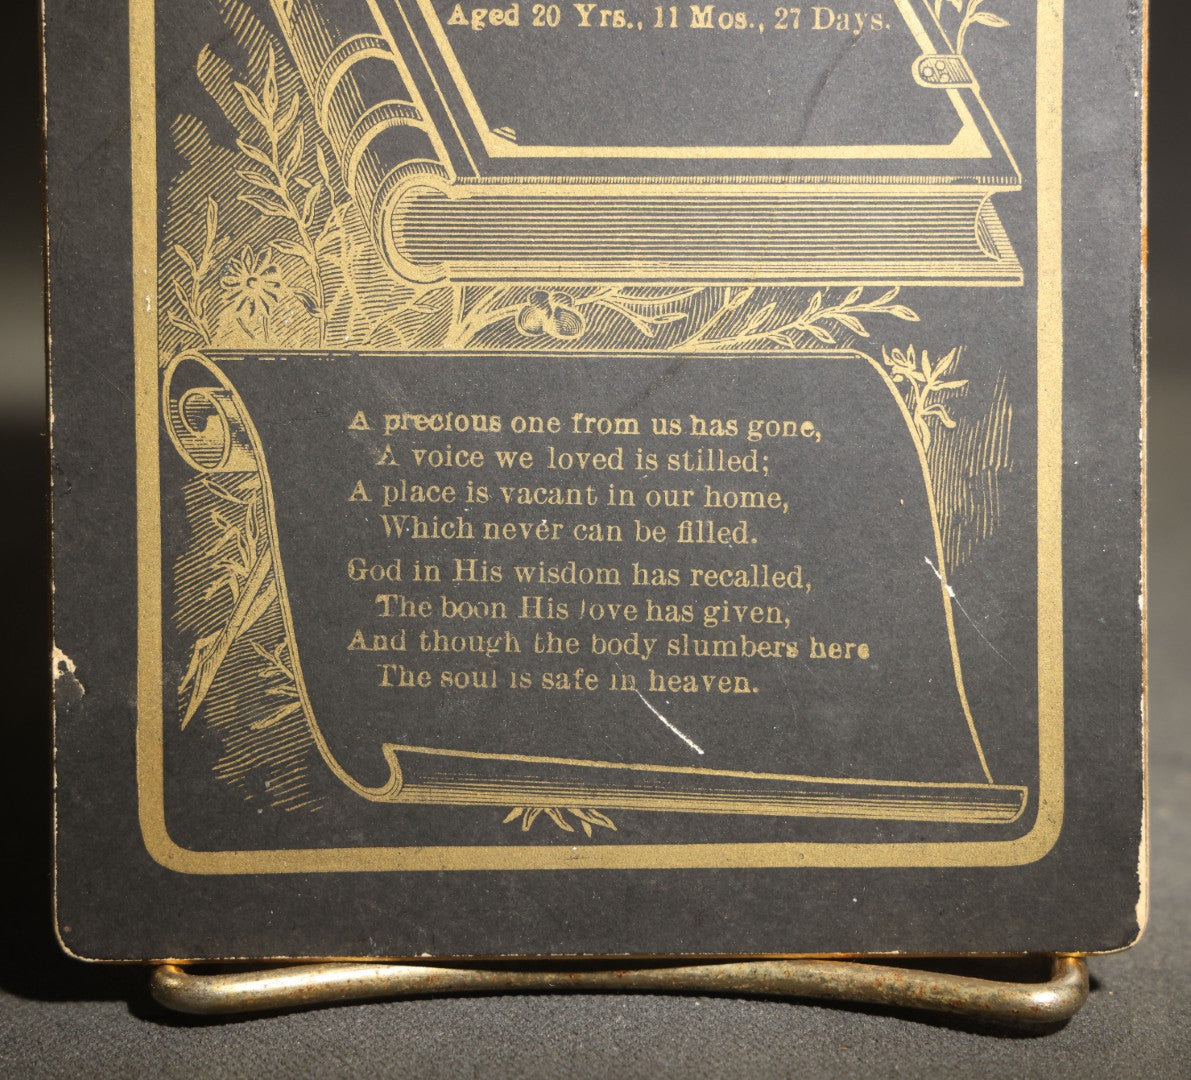 Aged 20 Yrs., 11 Mos., 27 Days.
A precious one from us has gone,
A voice we loved is stilled;
A place is vacant in our home,
Which never can be filled.
God in His wisdom has recalled,
The boon His love has given,
And though the body slumbers here
The soul is safe in heaven.